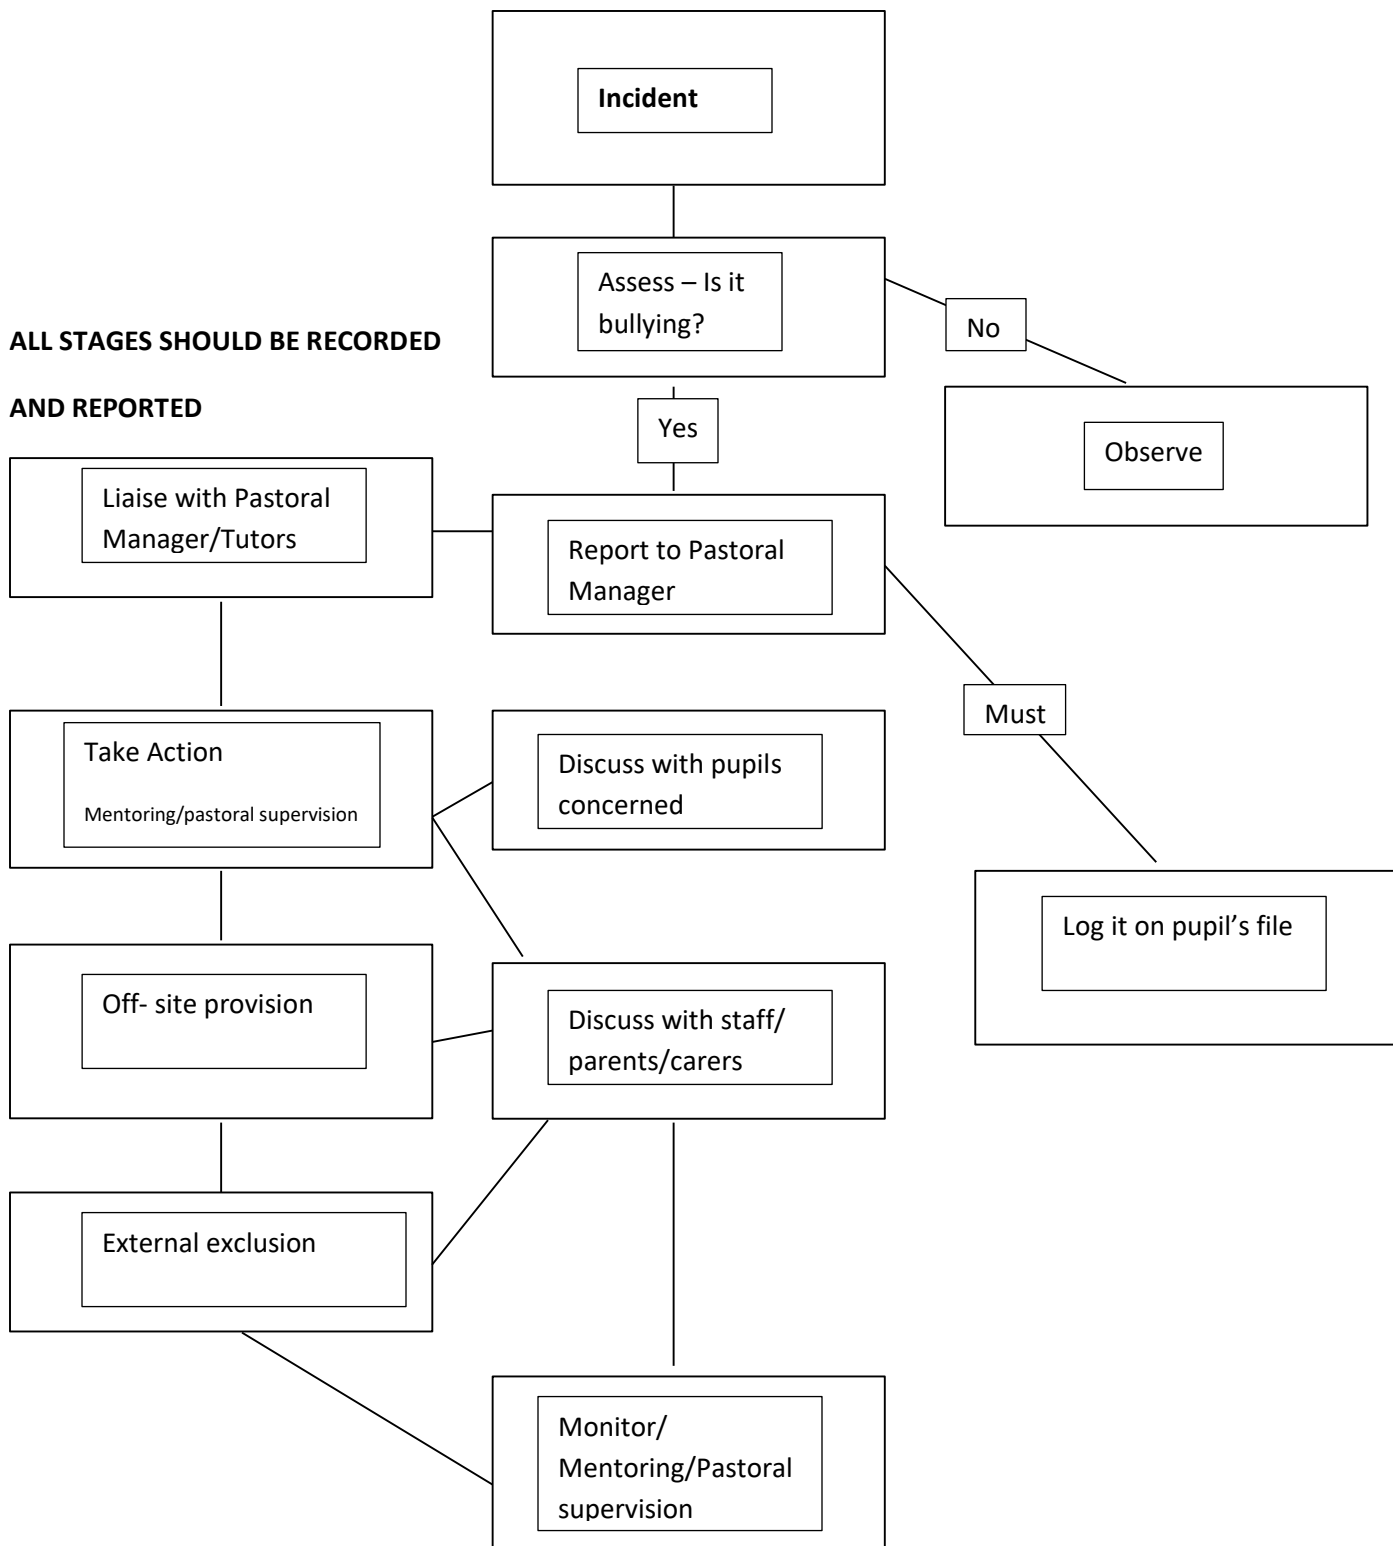 Incident
Assess – Is it
bullying?
No
ALL STAGES SHOULD BE RECORDED
AND REPORTED
Yes
Observe
Liaise with Pastoral
Manager/Tutors
Report to Pastoral
Manager
Must
Take Action
Mentoring/pastoral supervision
Discuss with pupils
concerned
Log it on pupil’s file
Off- site provision
Discuss with staff/
parents/carers
External exclusion
Monitor/
Mentoring/Pastoral
supervision